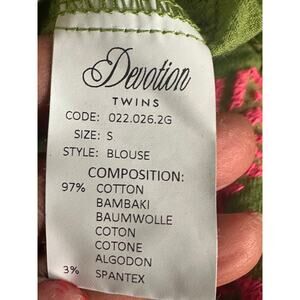 Devotion
TWINS
CODE: 022.026.2G
SIZE: S
STYLE: BLOUSE
COMPOSITION:
97% COTTON
BAMBAKI
BAUMWOLLE
COTON
COTONE
ALGODON
3% SPANTEX